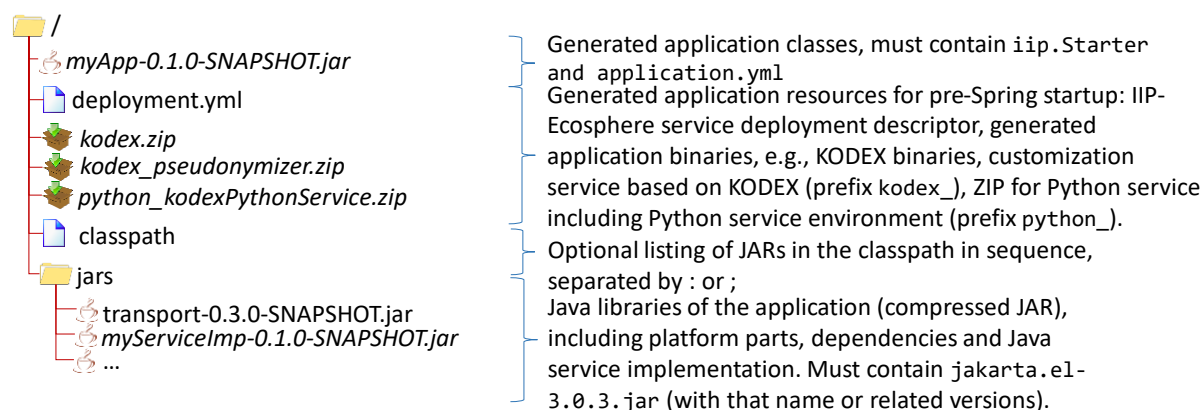 /
myApp-0.1.0-SNAPSHOT.jar
deployment.yml
kodex.zip
kodex_pseudonymizer.zip
python_kodexPythonService.zip
classpath
jars
transport-0.3.0-SNAPSHOT.jar
myServiceImp-0.1.0-SNAPSHOT.jar
...
Generated application classes, must contain iip.Starter
and application.yml
Generated application resources for pre-Spring startup: IIP-
Ecosphere service deployment descriptor, generated
application binaries, e.g., KODEX binaries, customization
service based on KODEX (prefix kodex_), ZIP for Python service
including Python service environment (prefix python_).
Optional listing of JARs in the classpath in sequence,
separated by : or ;
Java libraries of the application (compressed JAR),
including platform parts, dependencies and Java
service implementation. Must contain jakarta.el-
3.0.3.jar (with that name or related versions).